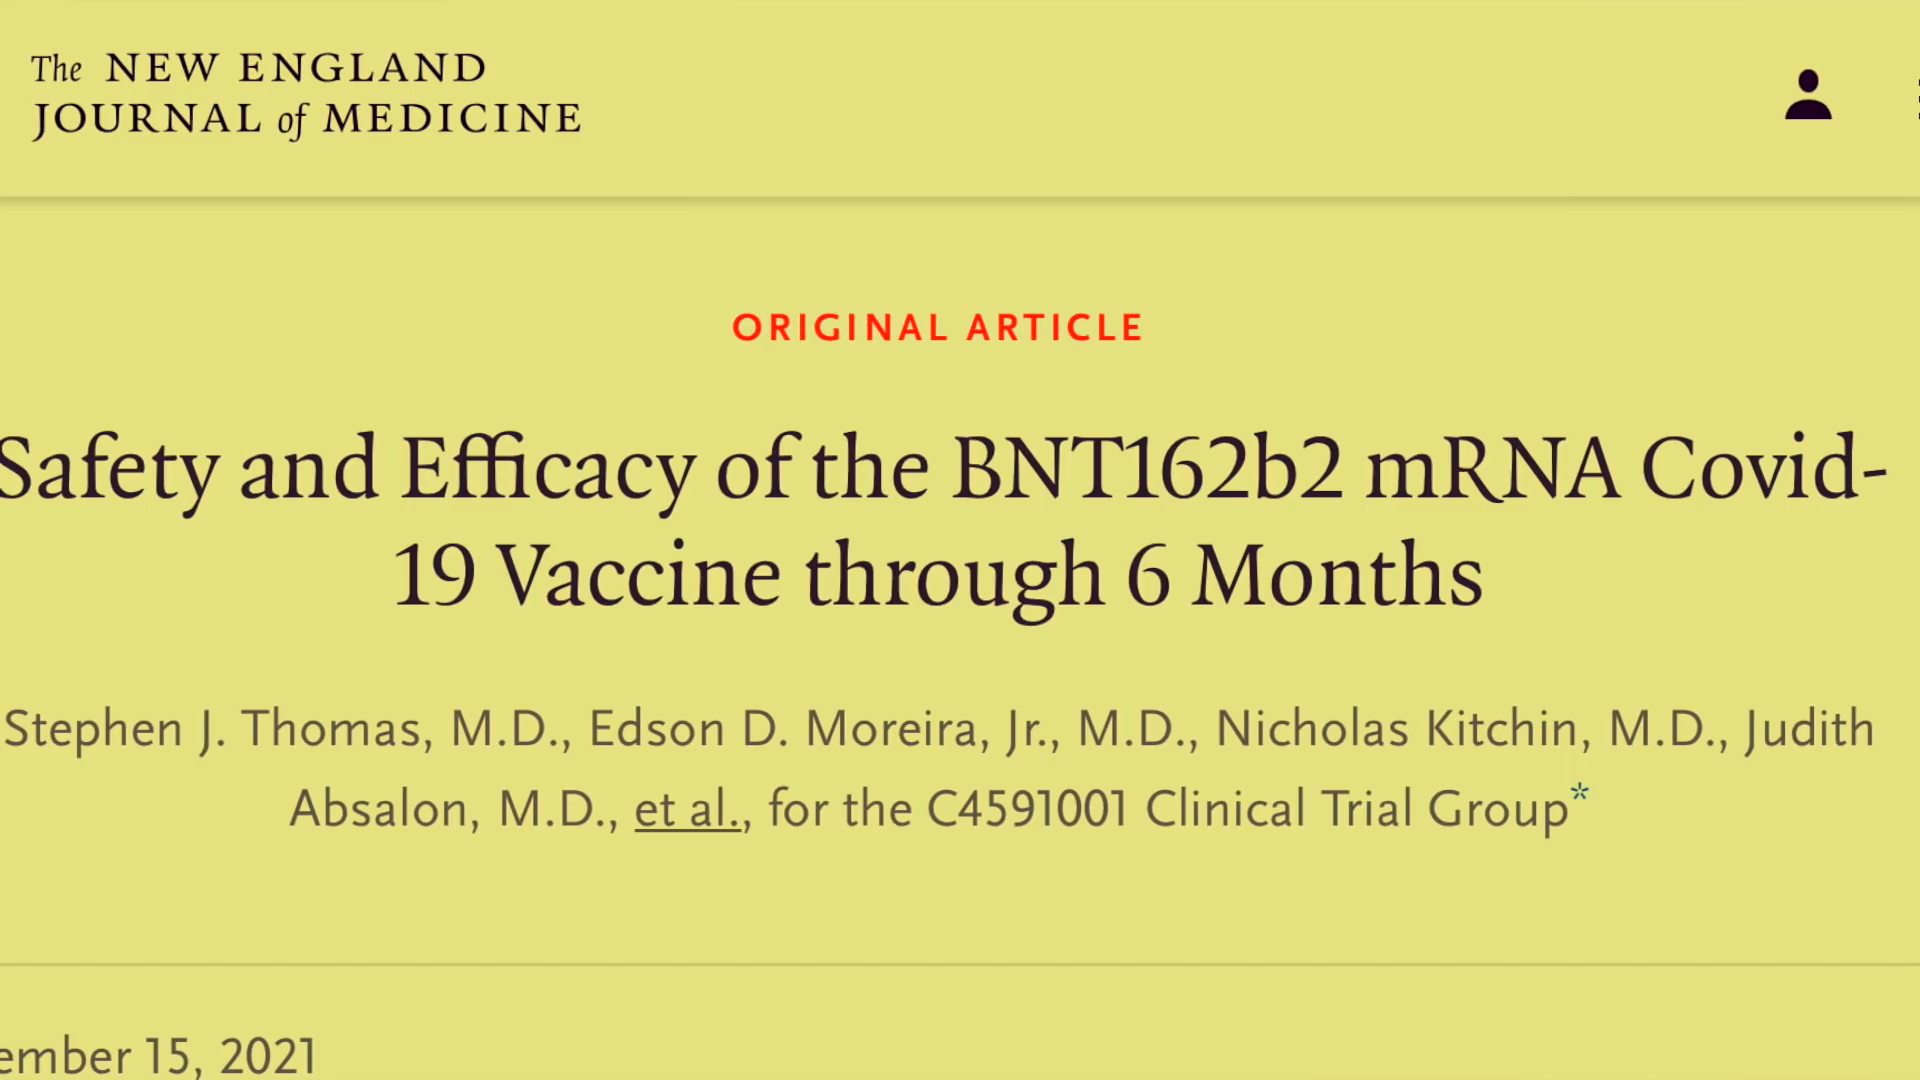 The NEW ENGLAND
JOURNAL of MEDICINE
ORIGINAL ARTICLE
Safety and Efficacy of the BNT162b2 mRNA Covid-
19 Vaccine through 6 Months
Stephen J. Thomas, M.D., Edson D. Moreira, Jr., M.D., Nicholas Kitchin, M.D., Judith
Absalon, M.D., et al., for the C4591001 Clinical Trial Group*
ember 15, 2021